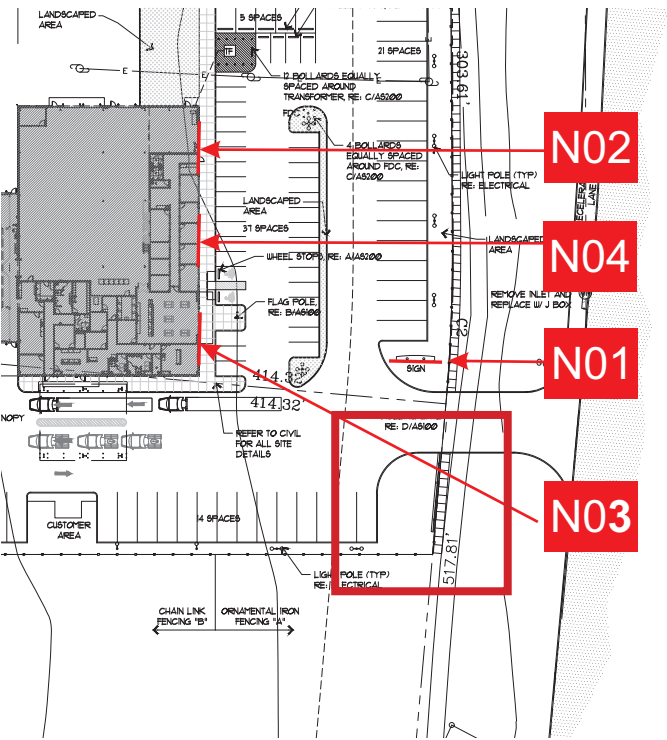 LANDSCAPED
AREA
5 SPACES
TF
21 SPACES
303.61'
E
E
E
12 BOLLARDS EQUALLY
SPACED AROUND
TRANSFORMER, RE: C/AS200
FDC
4 BOLLARDS
EQUALLY SPACED
AROUND FDC, RE:
C/AS200
N02
LIGHT POLE (TYP)
RE: ELECTRICAL
LANE
LANDSCAPED
AREA
37 SPACES
N04
LANDSCAPED
AREA
WHEEL STOPS, RE: A/AS200
REMOVE INLET AND
REPLACE W/ J BOX
FLAG POLE,
RE: B/AS100
C2
N01
SIGN
414.3
414.32'
NOPY
REFER TO CIVIL
FOR ALL SITE
DETAILS
RE: D/AS100
N03
14 SPACES
CUSTOMER
AREA
517.81'
LIGHT POLE (TYP)
RE: ECTRICAL
CHAIN LINK
FENCING "B"
ORNAMENTAL IRON
FENCING "A"